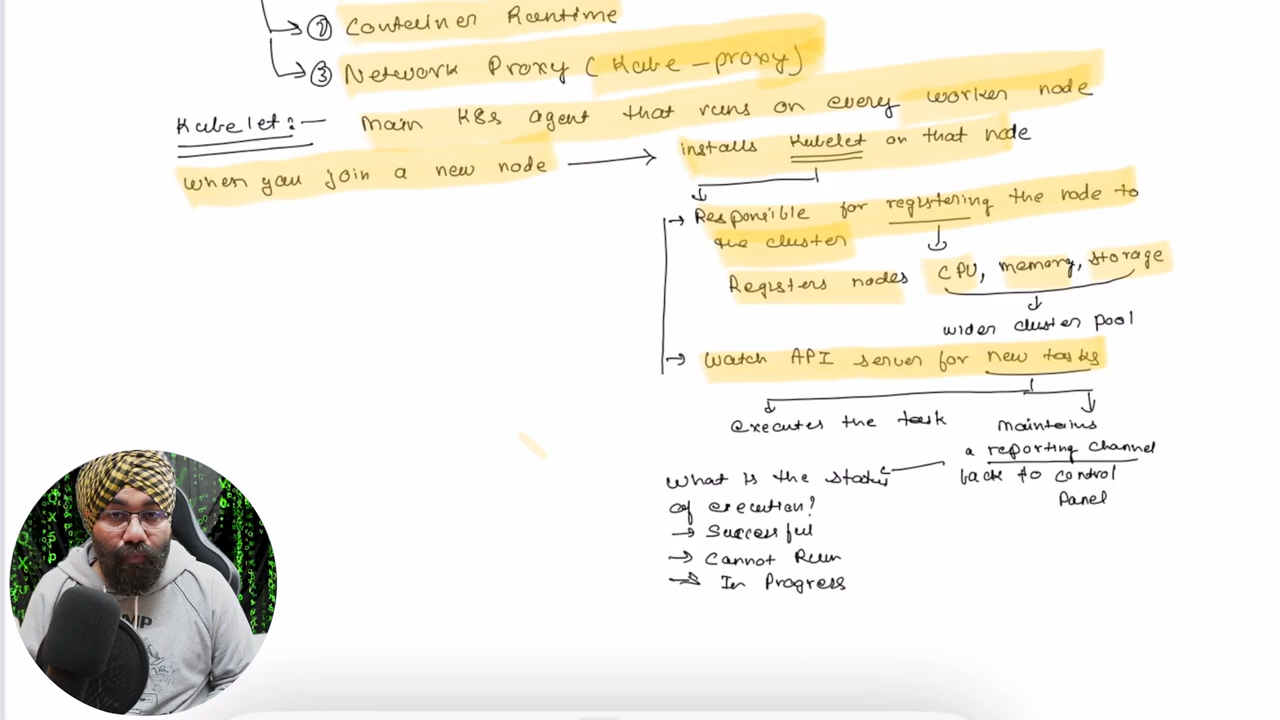 ② Container Runtime
③ Network Proxy (Kube-proxy)
Kubelet:- main K8s agent that runs on every worker node
when you join a new node → installs Kubelet on that node
→ Responsible for registering the node to
the cluster
Registers nodes CPU, memory, storage
wider cluster pool
→ Watch API server for new tasks
executes the task
maintains
a reporting channel
back to control
Panel
What is the status
of execution?
→ Successful
→ Cannot Run
→ In Progress